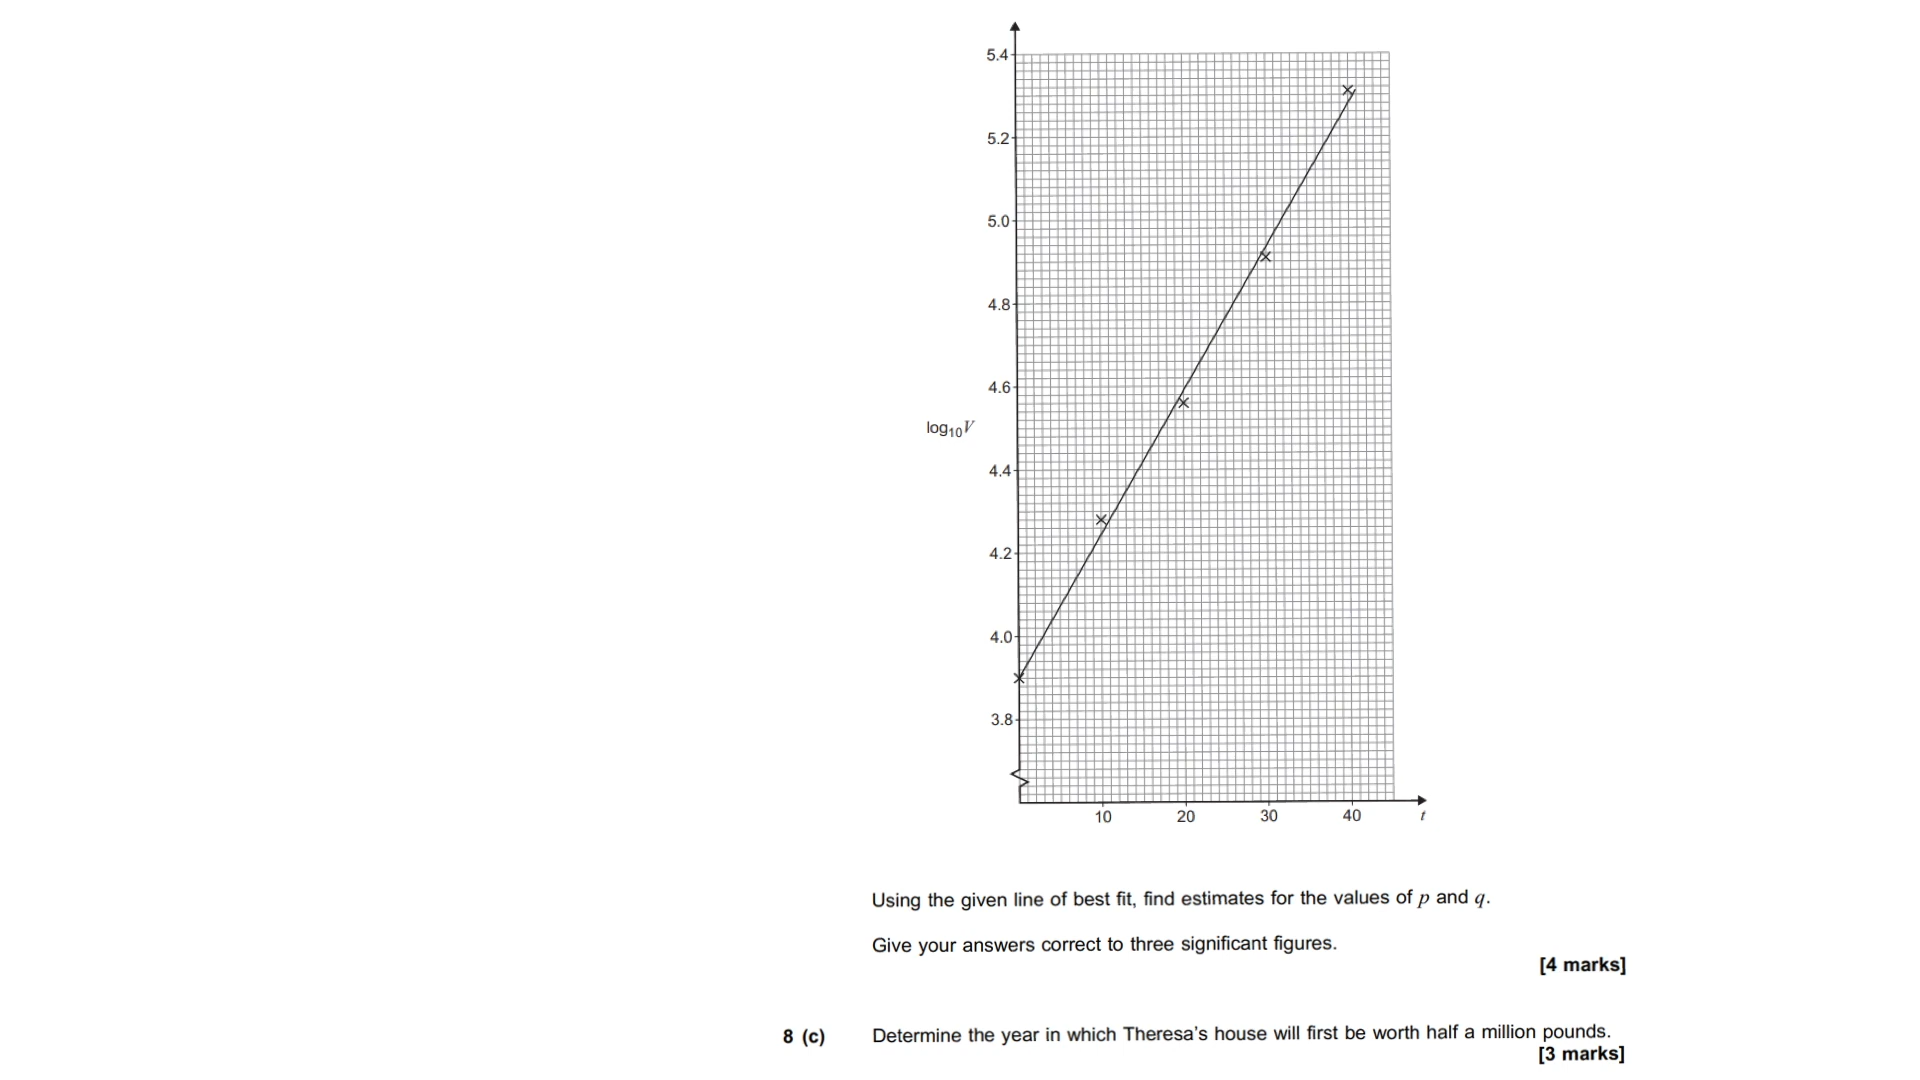 5.4
5.2
5.0
4.8
4.6
log₁₀V
4.4
4.2
4.0
3.8
10 20 30 40 t
Using the given line of best fit, find estimates for the values of p and q.
Give your answers correct to three significant figures.
[4 marks]
8 (c) Determine the year in which Theresa's house will first be worth half a million pounds.
[3 marks]